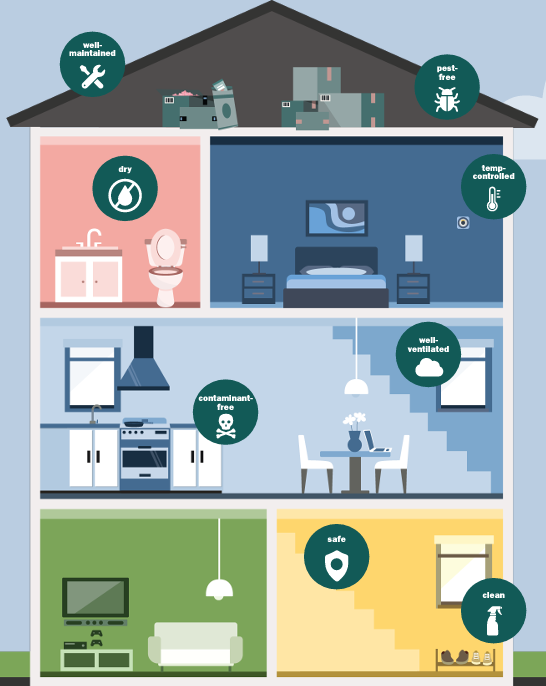 well-
maintained
pest-
free
dry
temp-
controlled
well-
ventilated
contaminant-
free
safe
clean